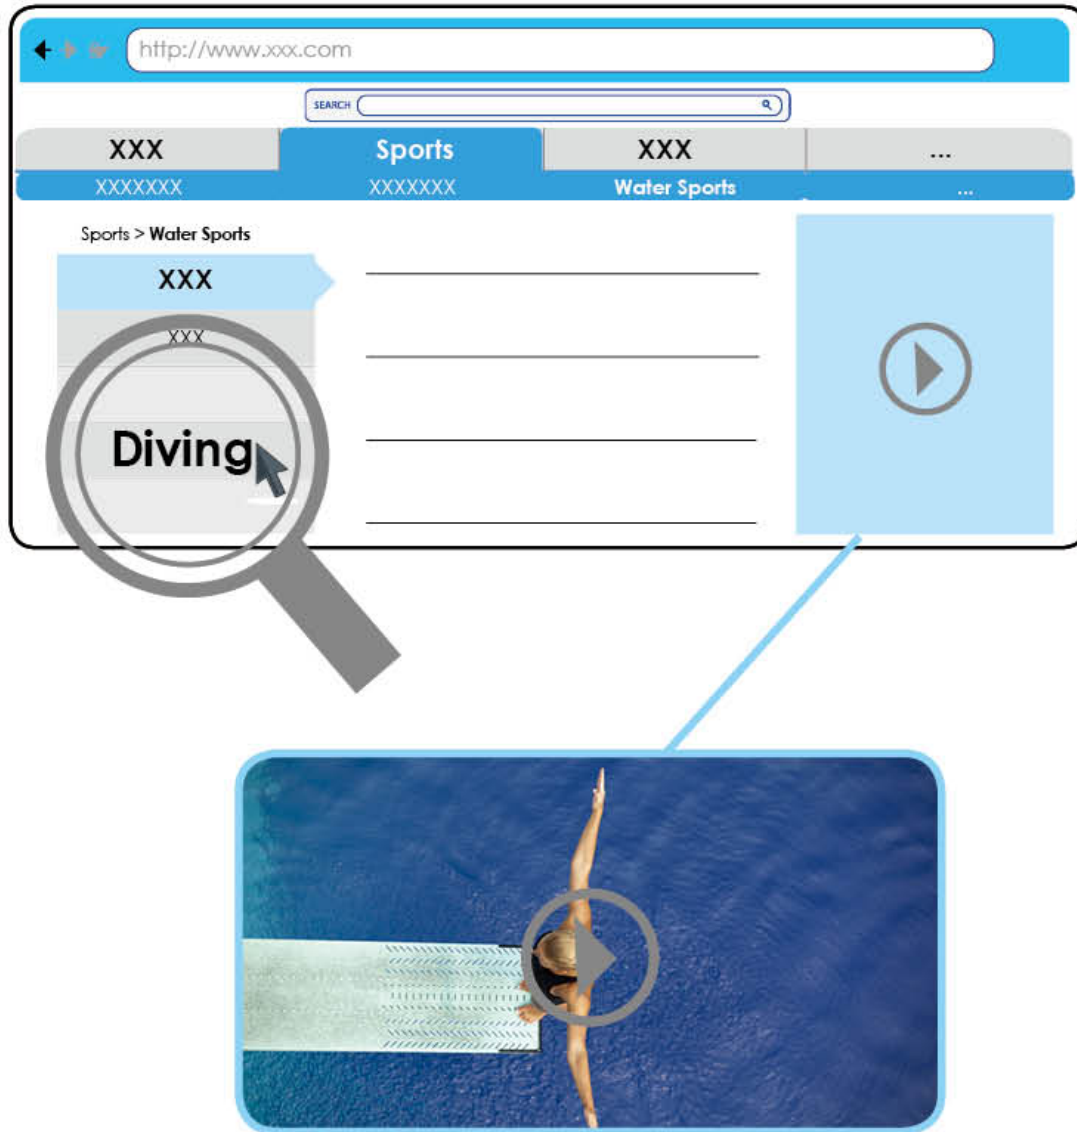 http://www.xxx.com
SEARCH
XXX Sports XXX ...
XXXXXXX XXXXXXX Water Sports ...
Sports > Water Sports
XXX
XXX
Diving